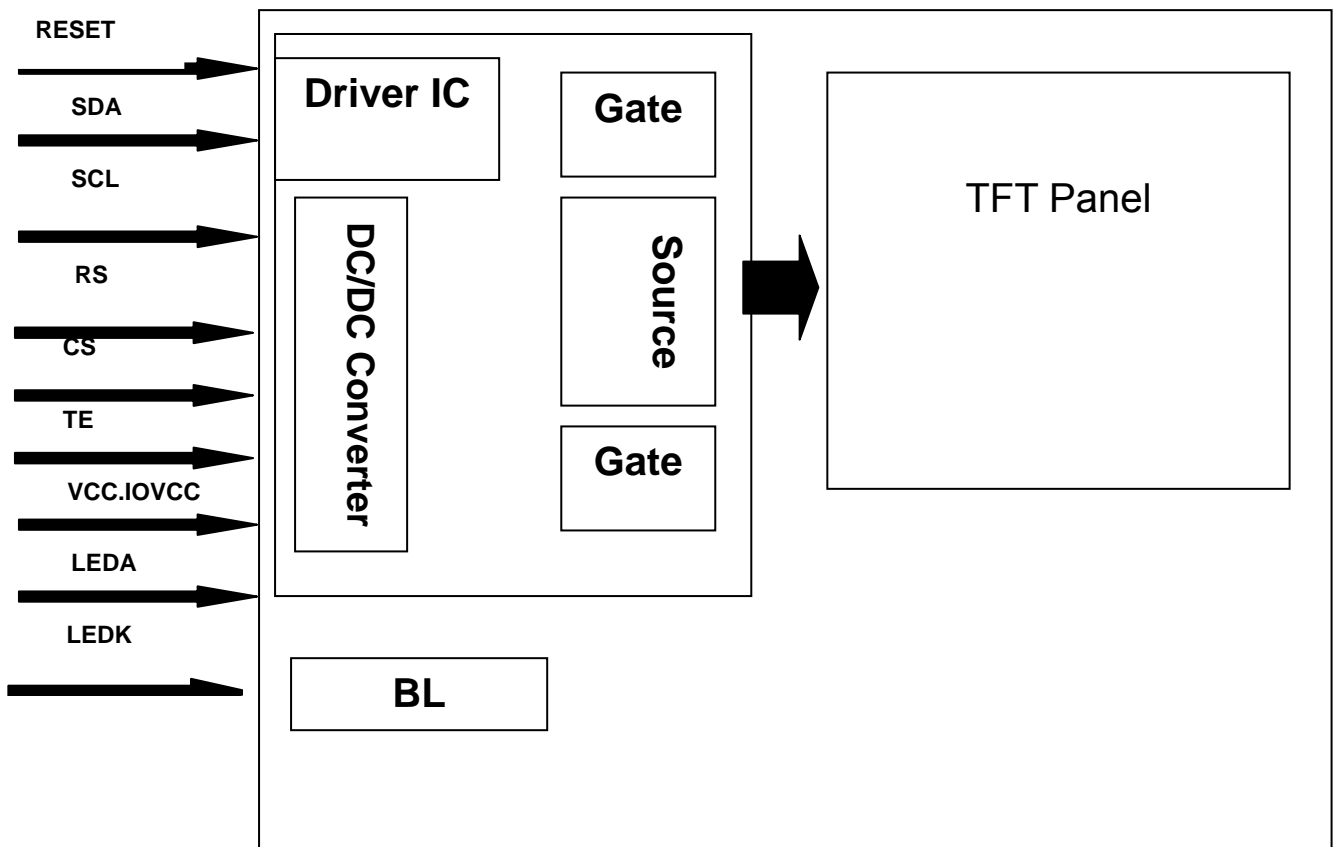 RESET
SDA
SCL
RS
CS
TE
VCC.IOVCC
LEDA
LEDK
Driver IC
DC/DC Converter
Gate
Source
Gate
BL
TFT Panel